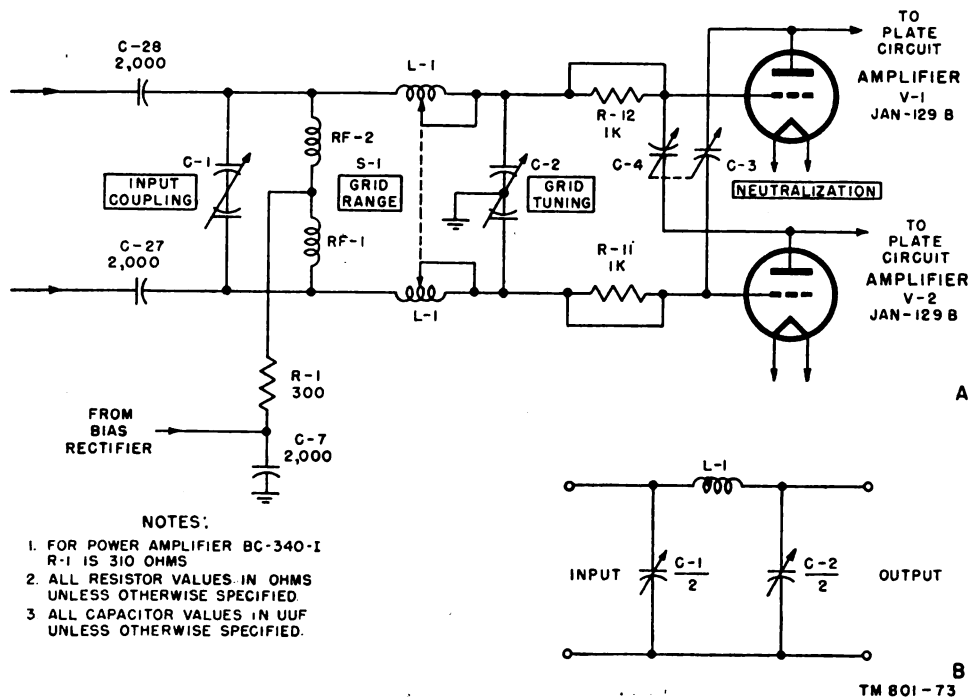 C-28
2,000
L-1
TO
PLATE
CIRCUIT
AMPLIFIER
V-1
JAN-129 B
RF-2
R-12
1K
C-1
S-1
C-2
C-4
C-3
INPUT
COUPLING
GRID
RANGE
GRID
TUNING
NEUTRALIZATION
RF-1
C-27
2,000
R-11
1K
TO
PLATE
CIRCUIT
AMPLIFIER
V-2
JAN-129 B
L-1
R-1
300
A
FROM
BIAS
RECTIFIER
C-7
2,000
NOTES:
1. FOR POWER AMPLIFIER BC-340-I
R-1 IS 310 OHMS
2. ALL RESISTOR VALUES IN OHMS
UNLESS OTHERWISE SPECIFIED.
3 ALL CAPACITOR VALUES IN UUF
UNLESS OTHERWISE SPECIFIED.
L-1
INPUT
C-1
2
C-2
2
OUTPUT
B
TM 801-73